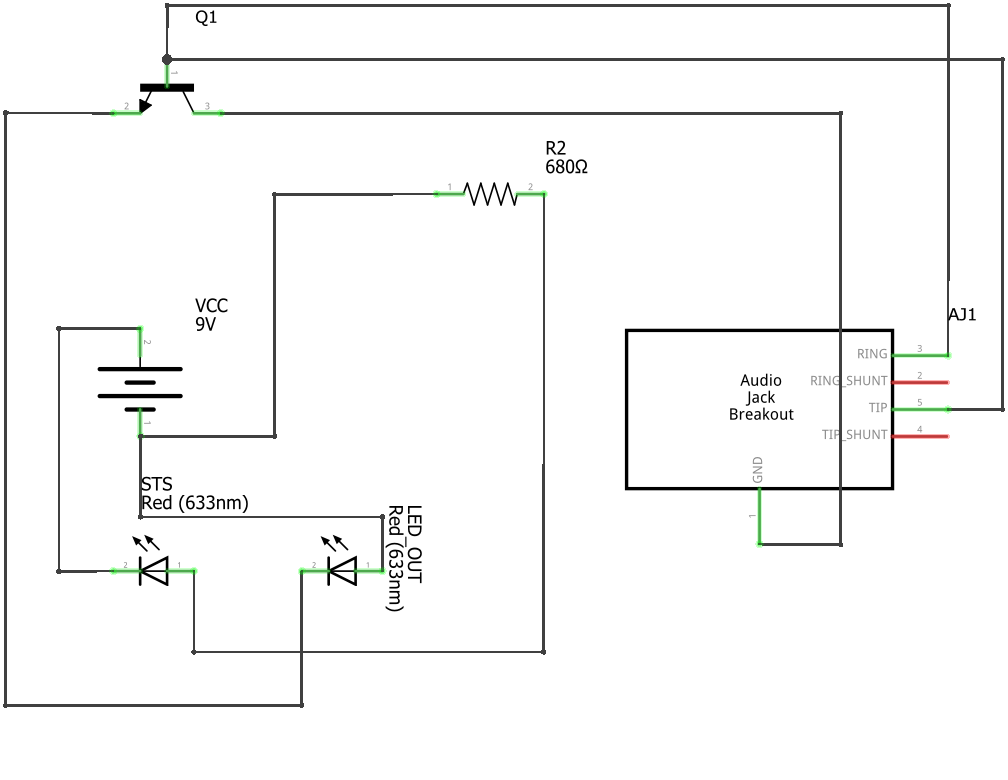 Q1
1
2
3
R2
680Ω
1
2
VCC
9V
2
1
AJ1
RING
3
Audio
Jack
Breakout
RING_SHUNT
2
TIP
5
TIP_SHUNT
4
GND
1
STS
Red (633nm)
LED_OUT
Red (633nm)
2
1
2
1